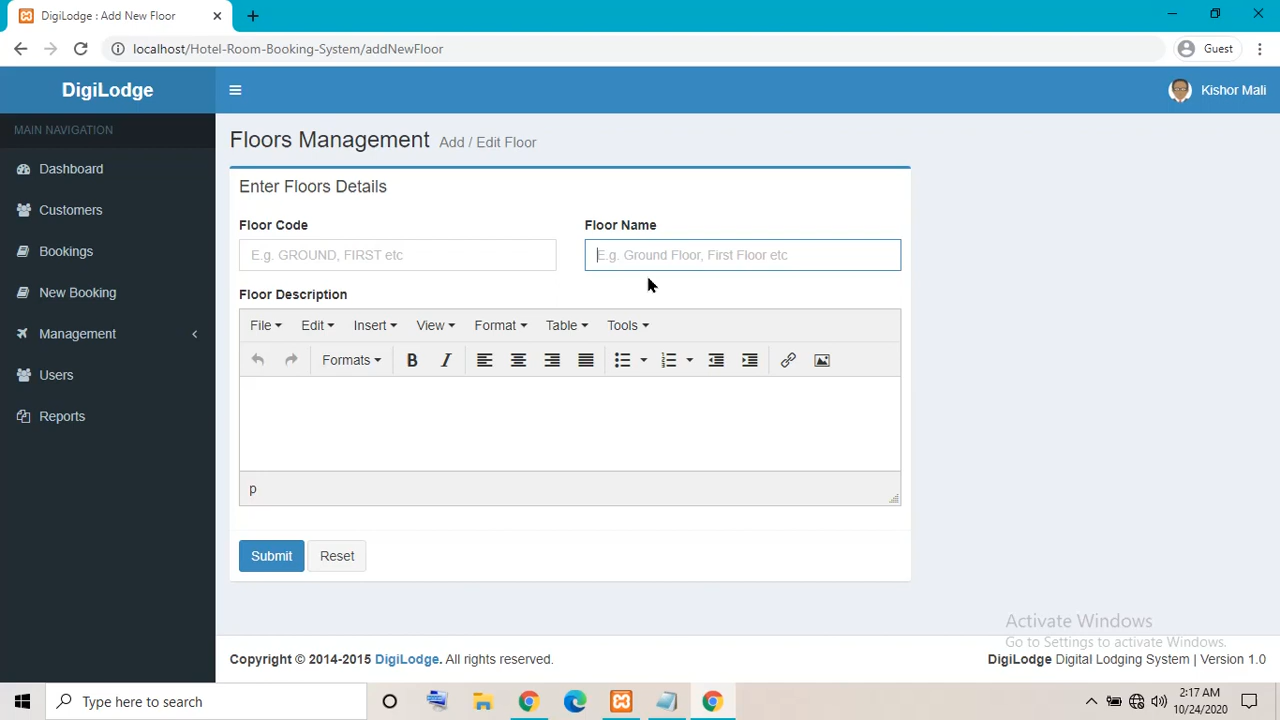 DigiLodge : Add New Floor
localhost/Hotel-Room-Booking-System/addNewFloor
Guest
DigiLodge
Kishor Mali
MAIN NAVIGATION
Dashboard
Customers
Bookings
New Booking
Management
Users
Reports
Floors Management Add / Edit Floor
Enter Floors Details
Floor Code
Floor Name
E.g. GROUND, FIRST etc
E.g. Ground Floor, First Floor etc
Floor Description
File Edit Insert View Format Table Tools
Formats B I
p
Submit Reset
Activate Windows
Go to Settings to activate Windows.
Copyright © 2014-2015 DigiLodge. All rights reserved.
DigiLodge Digital Lodging System | Version 1.0
Type here to search
2:17 AM
10/24/2020